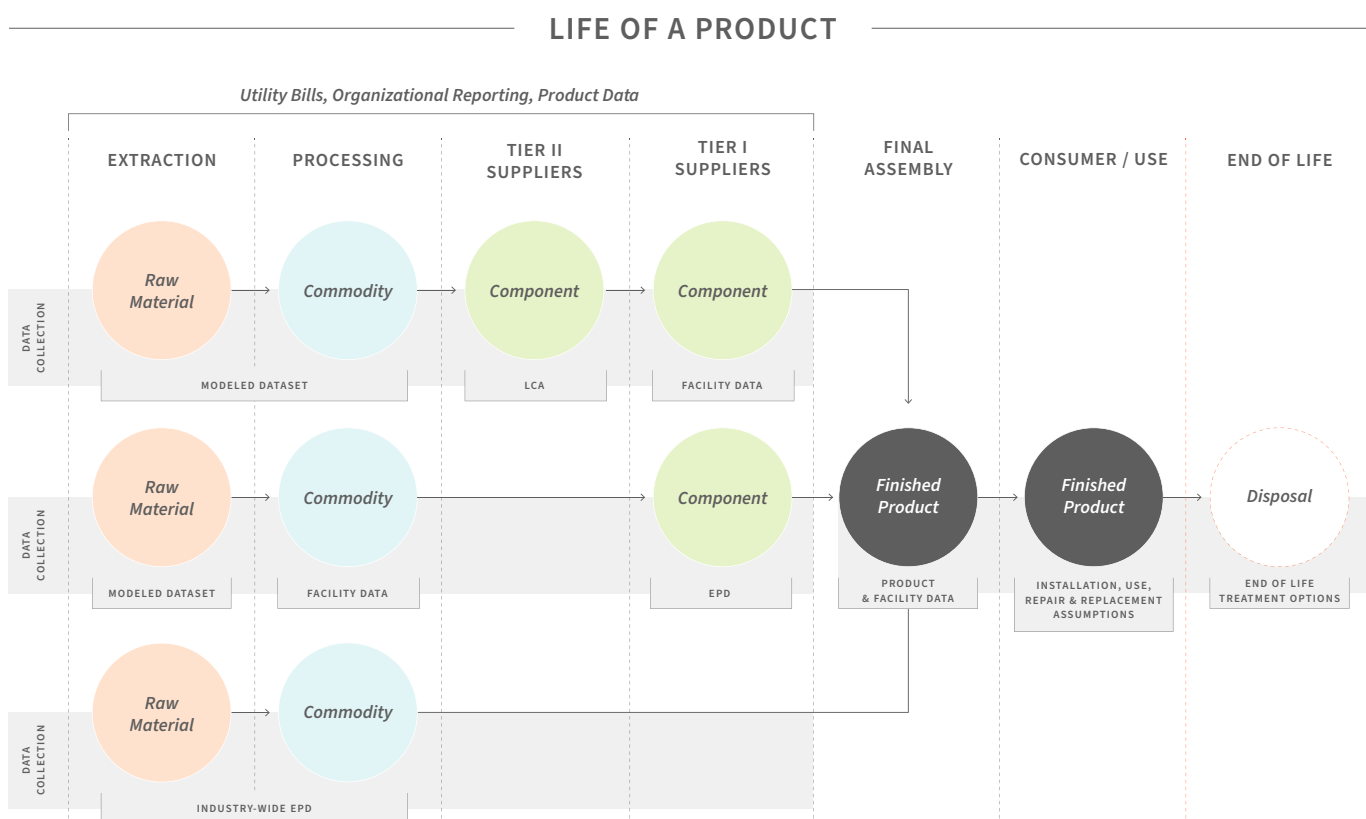 LIFE OF A PRODUCT
Utility Bills, Organizational Reporting, Product Data
EXTRACTION
PROCESSING
TIER II
SUPPLIERS
TIER I
SUPPLIERS
FINAL
ASSEMBLY
CONSUMER / USE
END OF LIFE
DATA
COLLECTION
Raw
Material
Commodity
Component
Component
MODELED DATASET
LCA
FACILITY DATA
DATA
COLLECTION
Raw
Material
Commodity
Component
Finished
Product
Finished
Product
Disposal
MODELED DATASET
FACILITY DATA
EPD
PRODUCT
& FACILITY DATA
INSTALLATION, USE,
REPAIR & REPLACEMENT
ASSUMPTIONS
END OF LIFE
TREATMENT OPTIONS
DATA
COLLECTION
Raw
Material
Commodity
INDUSTRY-WIDE EPD